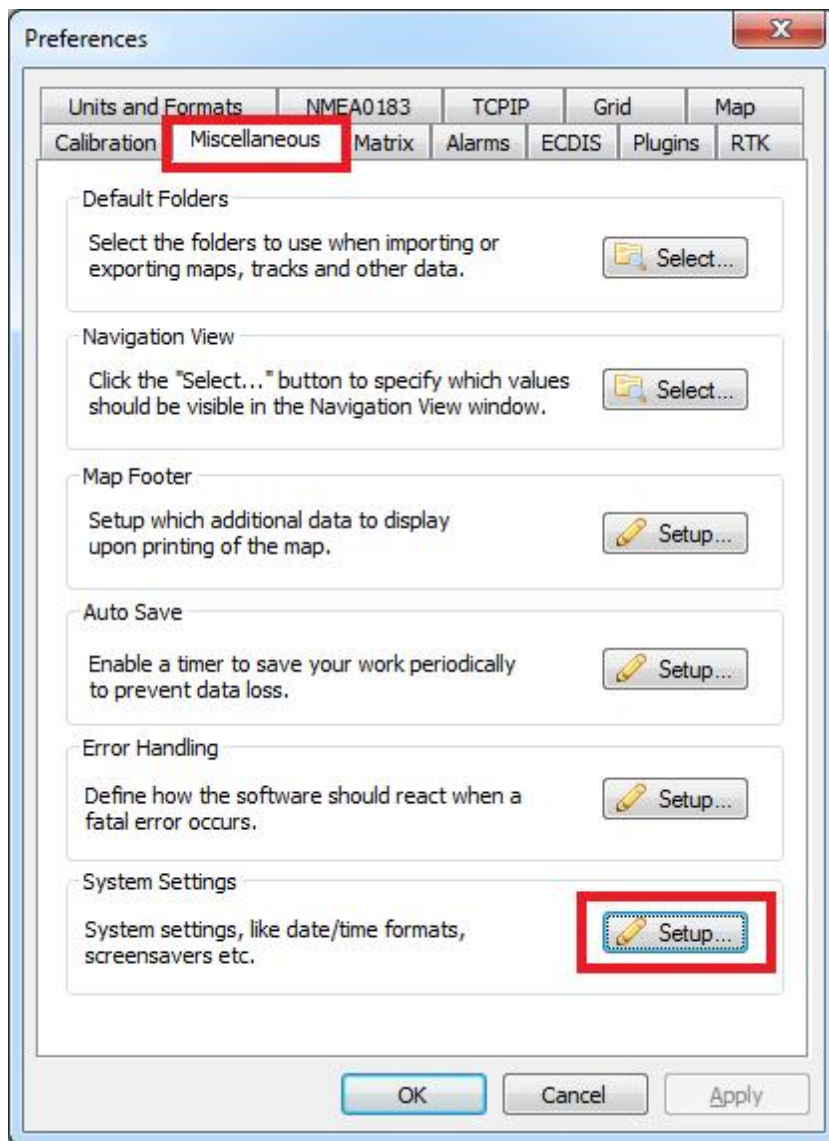 Preferences
Units and Formats NMEA0183 TCPIP Grid Map
Calibration Miscellaneous Matrix Alarms ECDIS Plugins RTK
Default Folders
Select the folders to use when importing or
exporting maps, tracks and other data.
Select...
Navigation View
Click the "Select..." button to specify which values
should be visible in the Navigation View window.
Select...
Map Footer
Setup which additional data to display
upon printing of the map.
Setup...
Auto Save
Enable a timer to save your work periodically
to prevent data loss.
Setup...
Error Handling
Define how the software should react when a
fatal error occurs.
Setup...
System Settings
System settings, like date/time formats,
screensavers etc.
Setup...
OK Cancel Apply